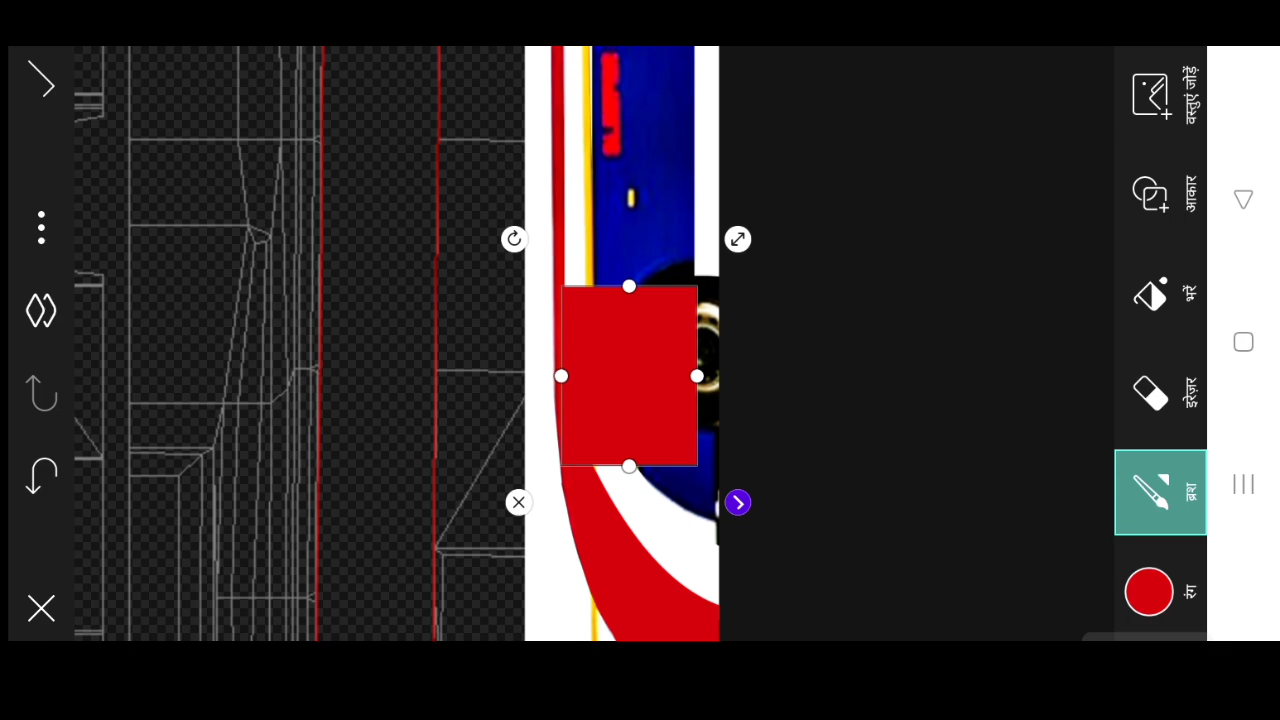 वस्तुएं जोड़ें
आकार
भरें
इरेज़र
ब्रश
रंग